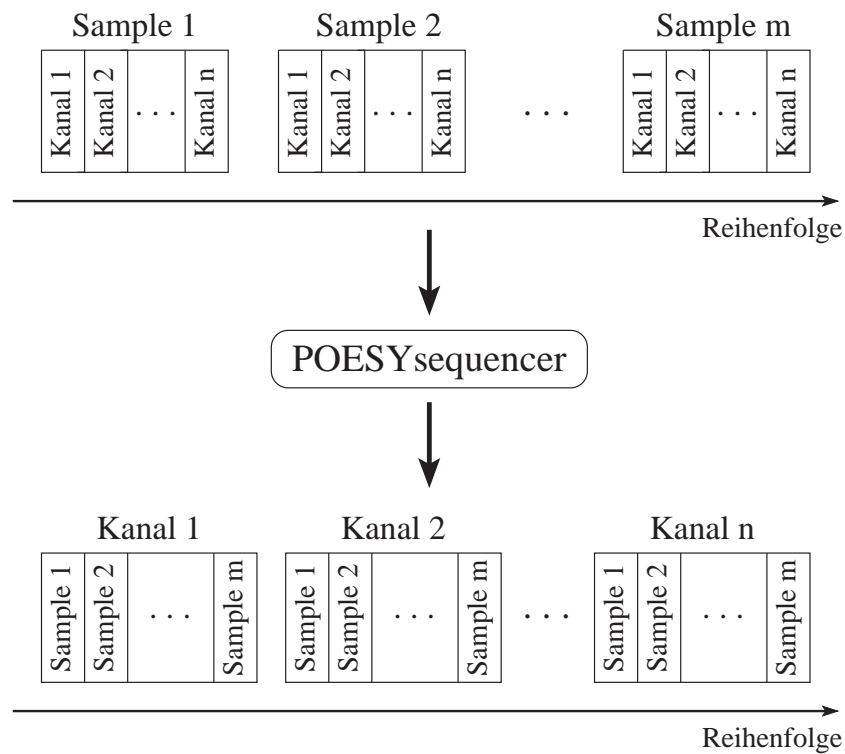 Sample 1 Sample 2 Sample m
Kanal 1 Kanal 2 . . . Kanal n Kanal 1 Kanal 2 . . . Kanal n . . . Kanal 1 Kanal 2 . . . Kanal n
Reihenfolge
POESYsequencer
Kanal 1 Kanal 2 Kanal n
Sample 1 Sample 2 . . . Sample m Sample 1 Sample 2 . . . Sample m . . . Sample 1 Sample 2 . . . Sample m
Reihenfolge